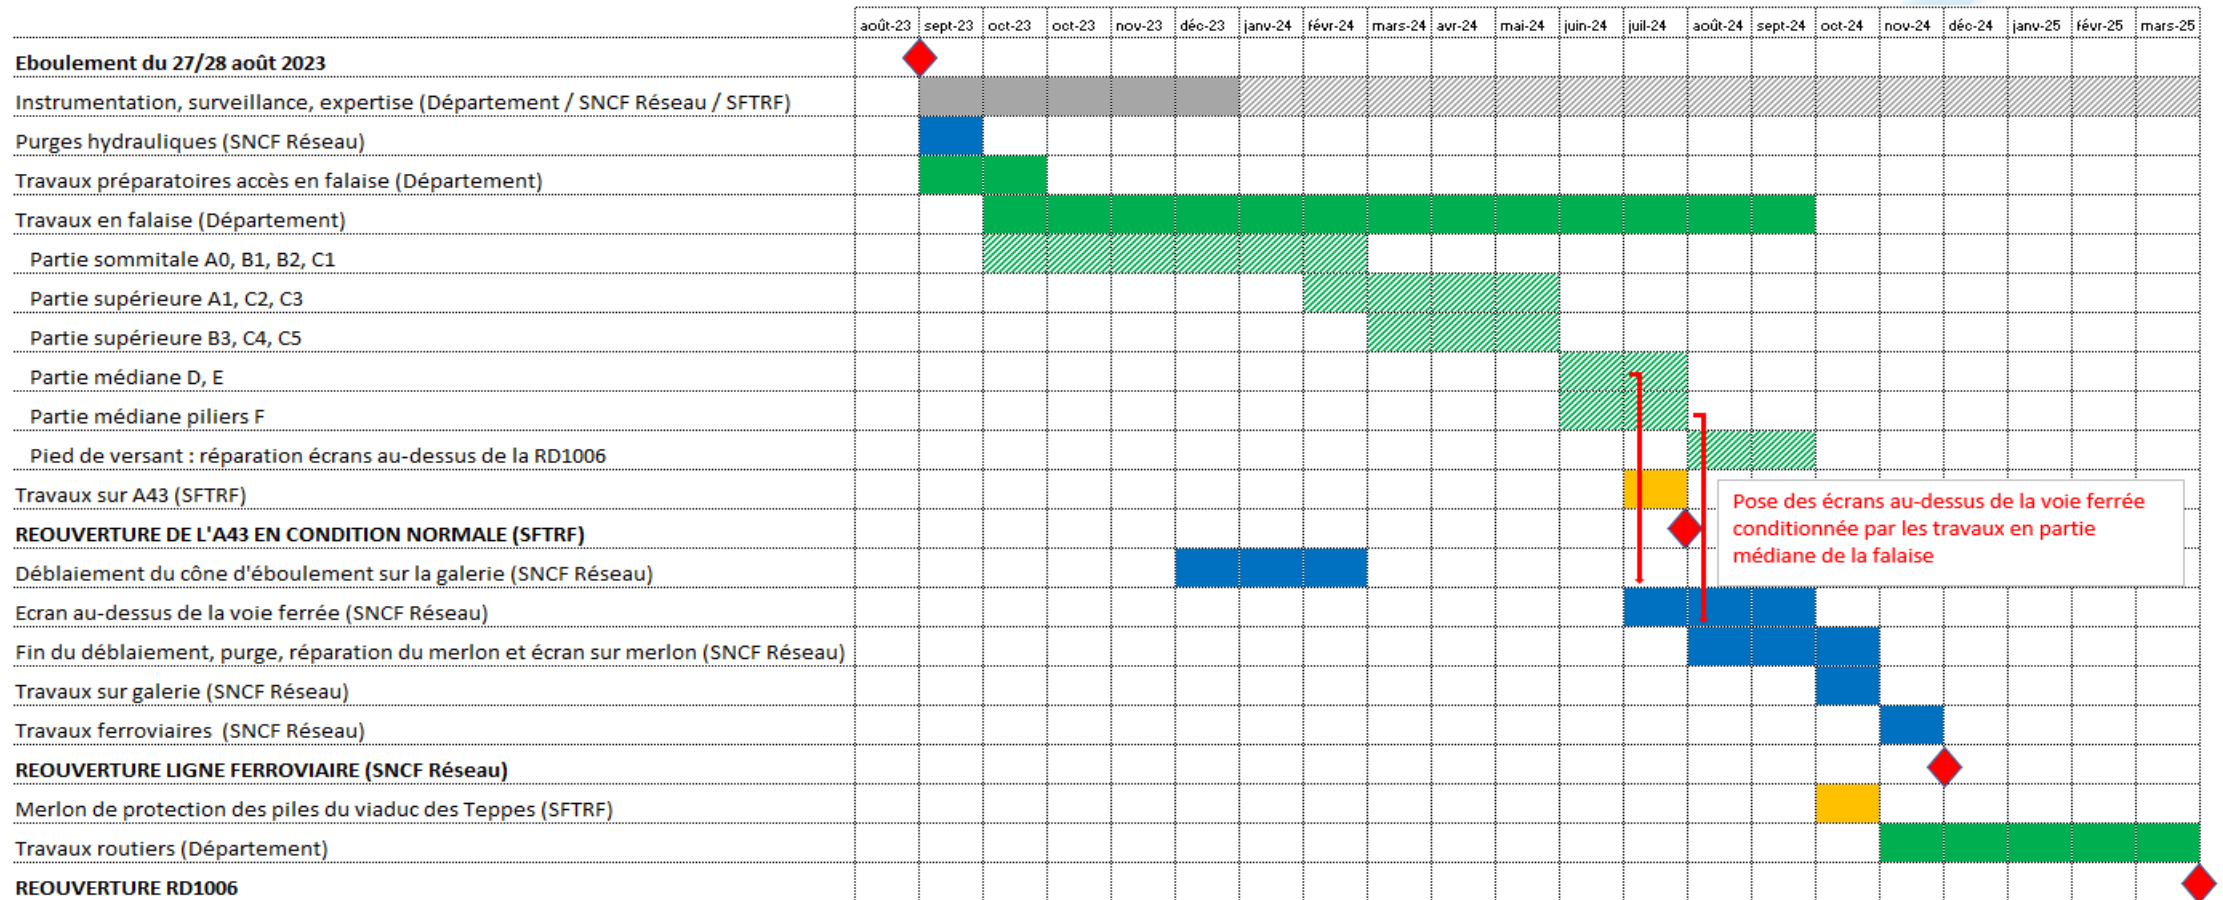 août-23 sept-23 oct-23 oct-23 nov-23 déc-23 janv-24 févr-24 mars-24 avr-24 mai-24 juin-24 juil-24 août-24 sept-24 oct-24 nov-24 déc-24 janv-25 févr-25 mars-25
Eboulement du 27/28 août 2023
Instrumentation, surveillance, expertise (Département / SNCF Réseau / SFTRF)
Purges hydrauliques (SNCF Réseau)
Travaux préparatoires accès en falaise (Département)
Travaux en falaise (Département)
Partie sommitale A0, B1, B2, C1
Partie supérieure A1, C2, C3
Partie supérieure B3, C4, C5
Partie médiane D, E
Partie médiane piliers F
Pied de versant : réparation écrans au-dessus de la RD1006
Travaux sur A43 (SFTRF)
Pose des écrans au-dessus de la voie ferrée
conditionnée par les travaux en partie
médiane de la falaise
REOUVERTURE DE L'A43 EN CONDITION NORMALE (SFTRF)
Déblaiement du cône d'éboulement sur la galerie (SNCF Réseau)
Ecran au-dessus de la voie ferrée (SNCF Réseau)
Fin du déblaiement, purge, réparation du merlon et écran sur merlon (SNCF Réseau)
Travaux sur galerie (SNCF Réseau)
Travaux ferroviaires (SNCF Réseau)
REOUVERTURE LIGNE FERROVIAIRE (SNCF Réseau)
Merlon de protection des piles du viaduc des Teppes (SFTRF)
Travaux routiers (Département)
REOUVERTURE RD1006